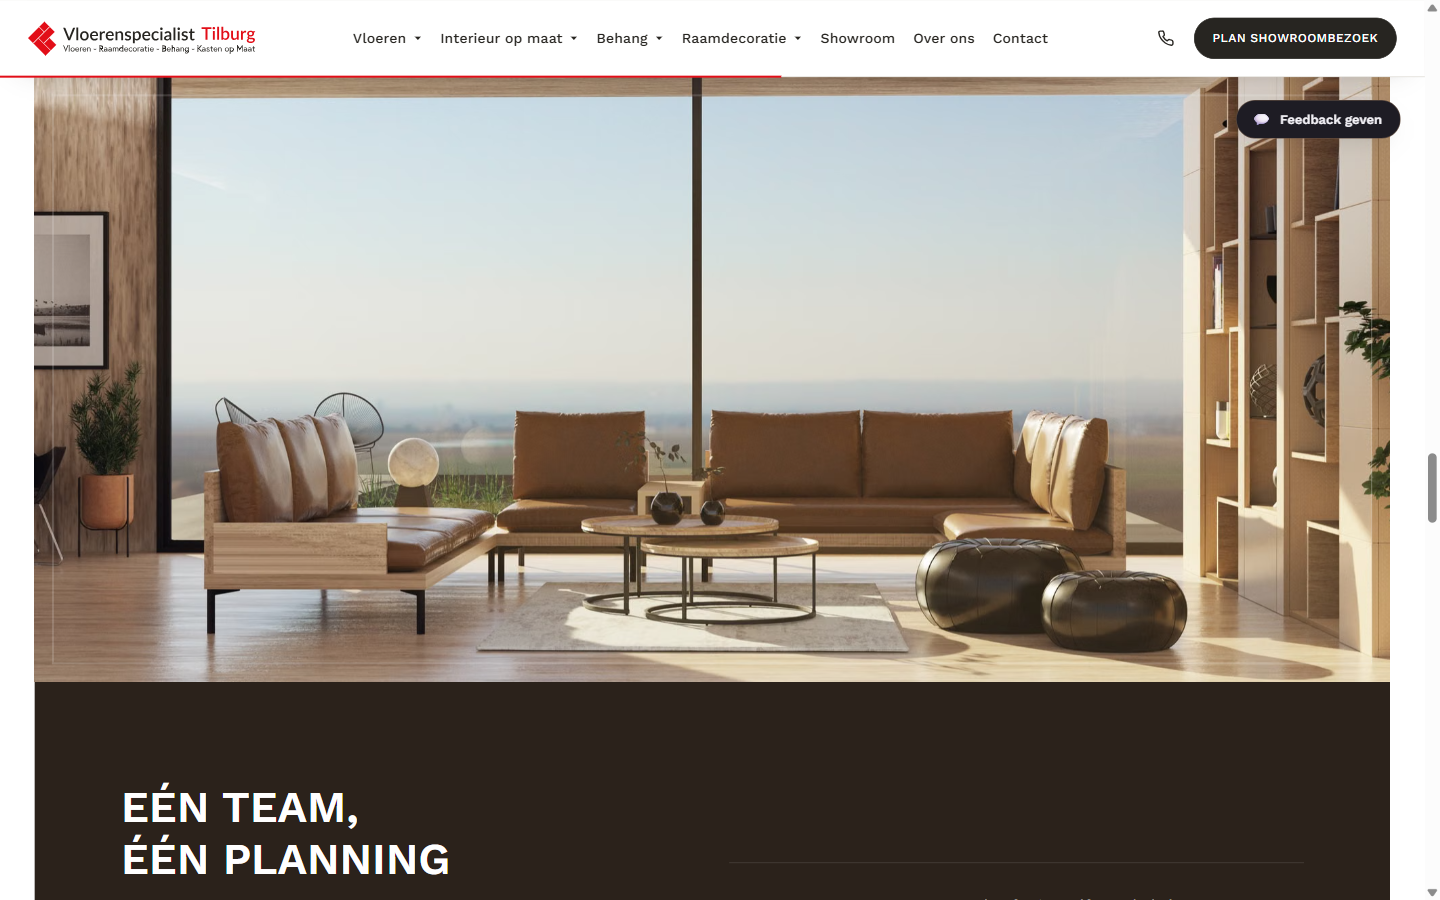 Vloerenspecialist Tilburg
Vloeren - Raamdecoratie - Behang - Kasten op Maat
Vloeren
Interieur op maat
Behang
Raamdecoratie
Showroom
Over ons
Contact
PLAN SHOWROOMBEZOEK
Feedback geven
EÉN TEAM,
ÉÉN PLANNING